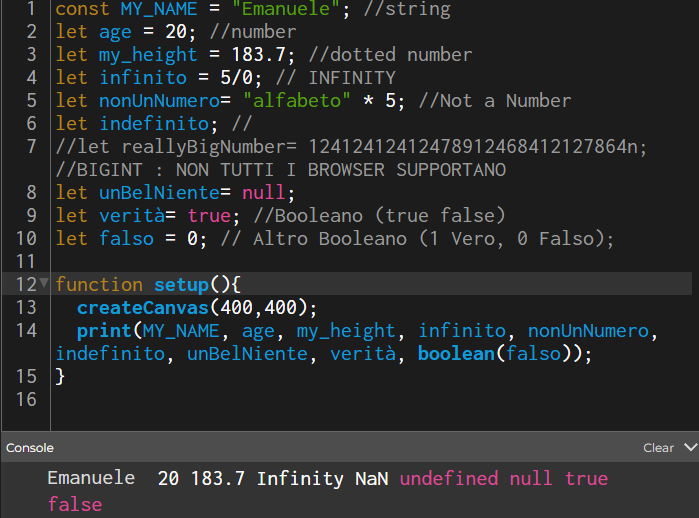 1 const MY_NAME = "Emanuele"; //string
2 let age = 20; //number
3 let my_height = 183.7; //dotted number
4 let infinito = 5/0; // INFINITY
5 let nonUnNumero= "alfabeto" * 5; //Not a Number
6 let indefinito; //
7 //let reallyBigNumber= 12412412412478912468412127864n;
//BIGINT : NON TUTTI I BROWSER SUPPORTANO
8 let unBelNiente= null;
9 let verità= true; //Booleano (true false)
10 let falso = 0; // Altro Booleano (1 Vero, 0 Falso);
11
12 function setup(){
13 createCanvas(400,400);
14 print(MY_NAME, age, my_height, infinito, nonUnNumero,
indefinito, unBelNiente, verità, boolean(falso));
15 }
16
Console Clear
Emanuele 20 183.7 Infinity NaN undefined null true
false